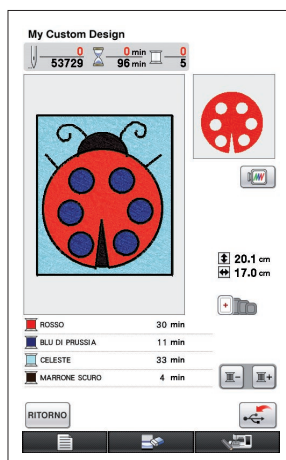 My Custom Design
0 0 min 0
53729 96 min 5
20.1 cm
17.0 cm
ROSSO 30 min
BLU DI PRUSSIA 11 min
CELESTE 33 min
MARRONE SCURO 4 min
RITORNO